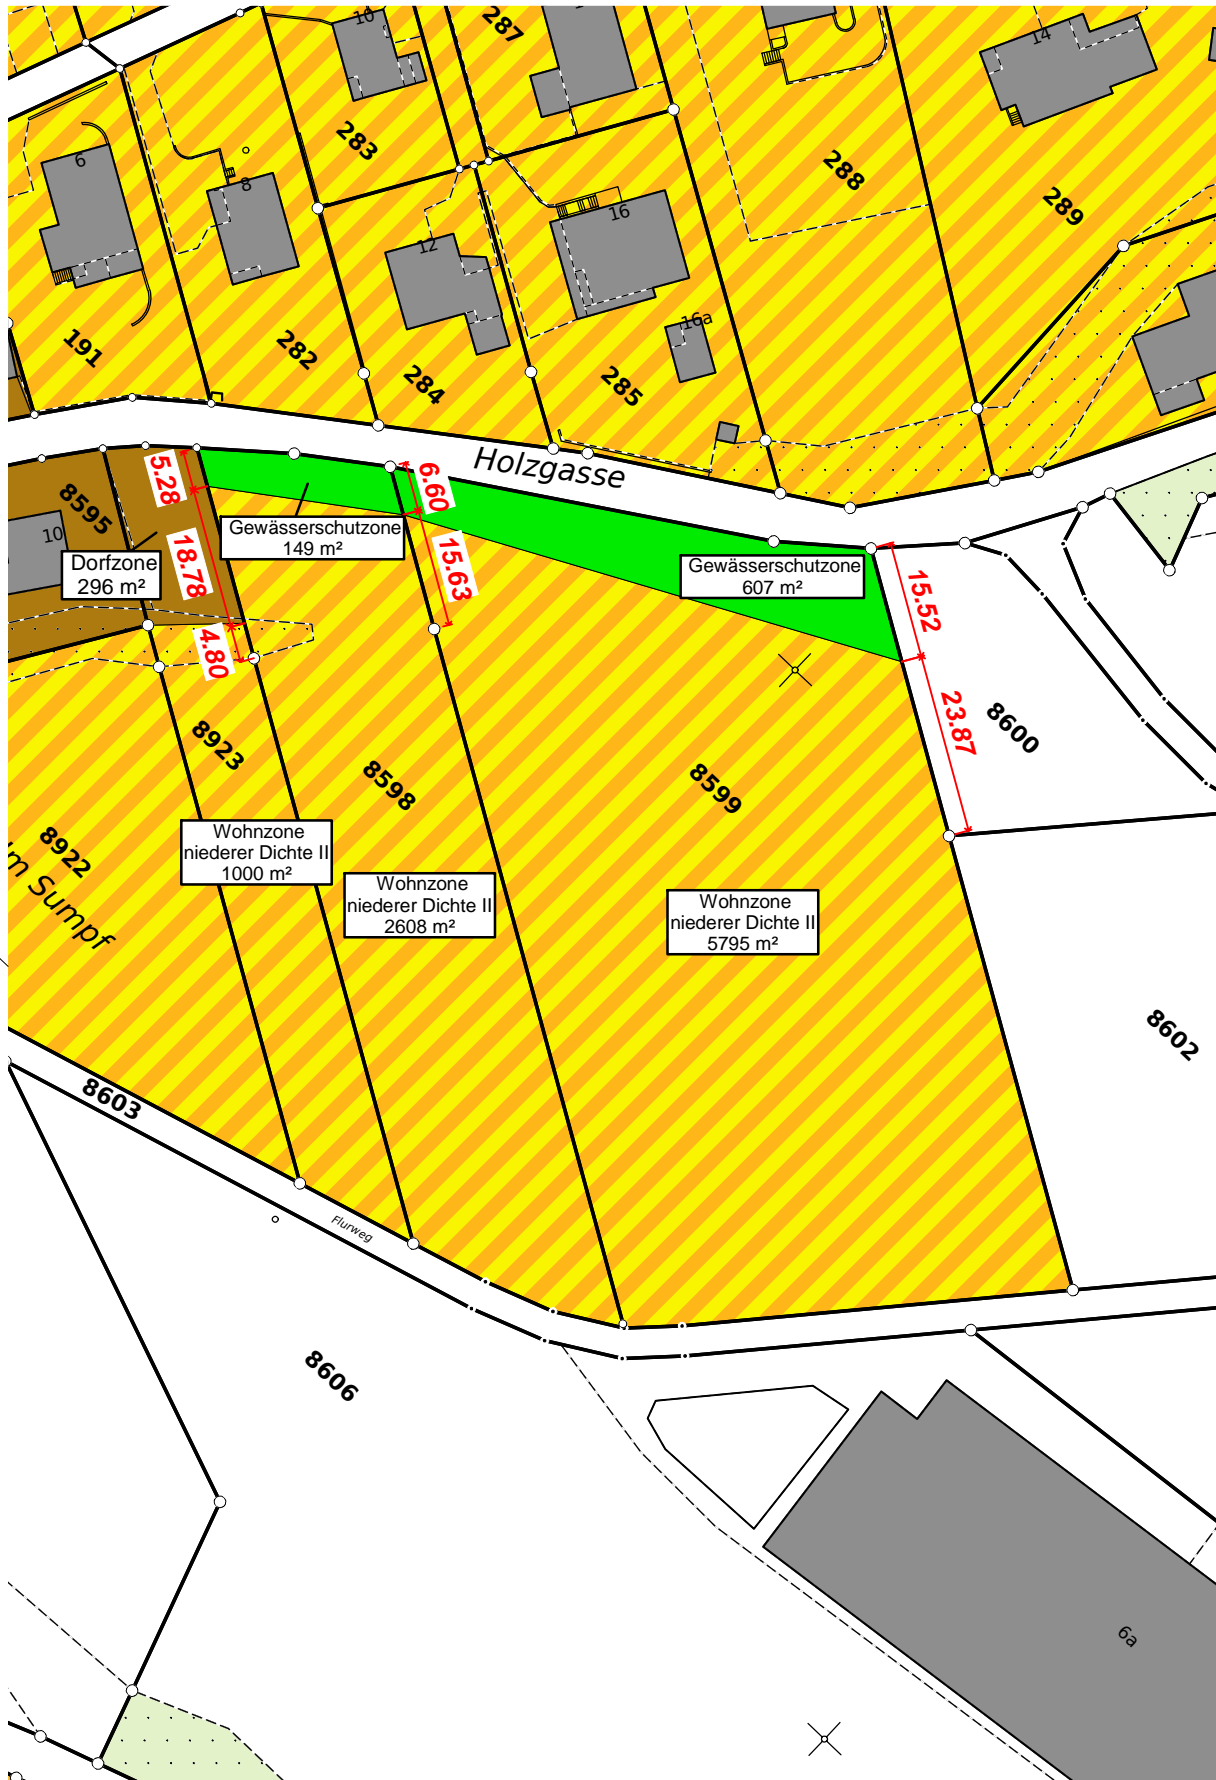 10
287
14
283
6
8
288
16
289
12
16a
191
282
284
285
Holzgasse
5.28
6.60
8595
10
Gewässerschutzone
149 m²
Dorfzone
296 m²
18.78
15.63
Gewässerschutzone
607 m²
15.52
4.80
23.87
8600
8923
8598
8599
Wohnzone
niederer Dichte II
1000 m²
8922
Im Sumpf
Wohnzone
niederer Dichte II
2608 m²
Wohnzone
niederer Dichte II
5795 m²
8602
8603
Flurweg
8606
6a